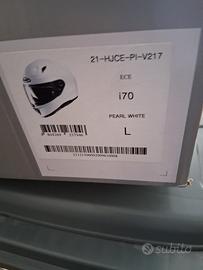 21-HJCE-PI-V217
ECE
i70
PEARL WHITE
L
subito